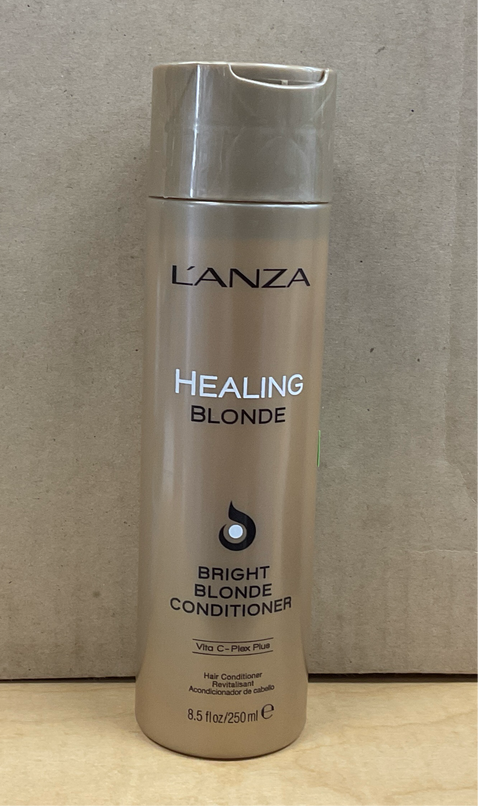 L'ANZA
HEALING
BLONDE
BRIGHT
BLONDE
CONDITIONER
Vita C-Plex Plus
Hair Conditioner
Revitalisant
Acondicionador de cabello
8.5 fl oz/250 ml ℮